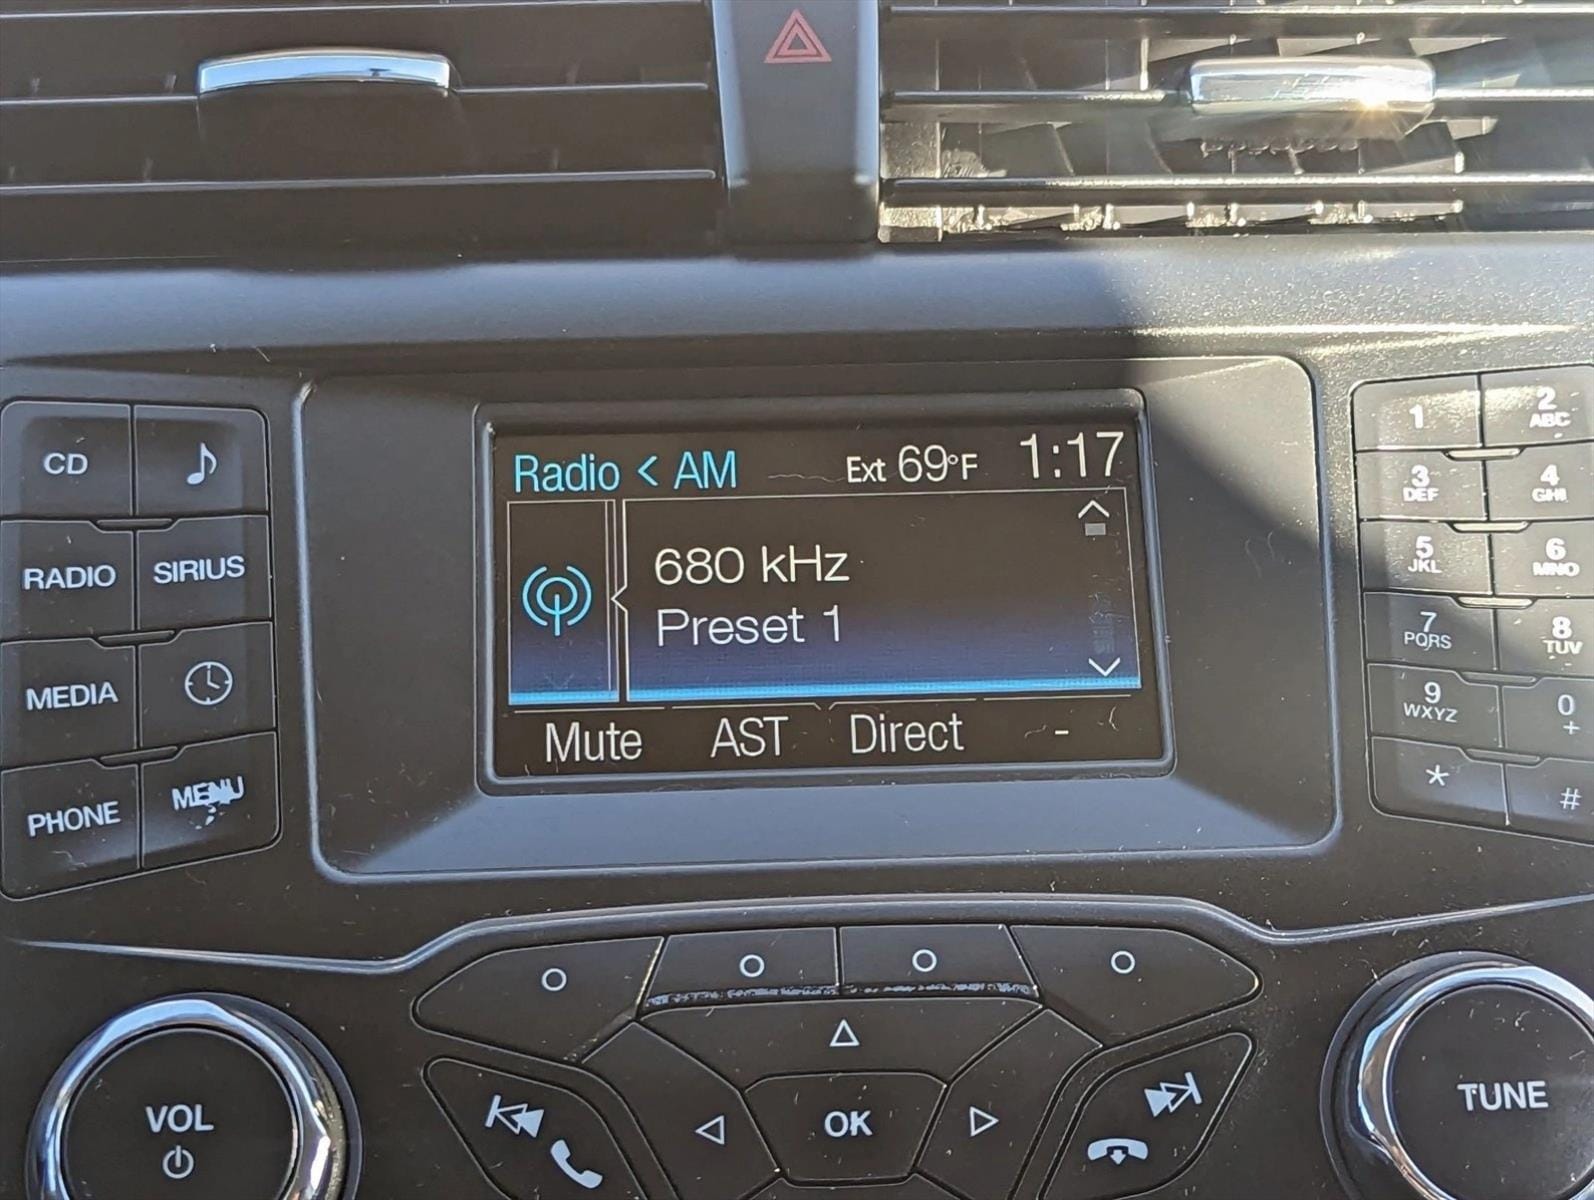 Radio < AM Ext 69°F 1:17
680 kHz
Preset 1
Mute AST Direct -
CD
RADIO SIRIUS
MEDIA
PHONE MENU
1 2 ABC
3 DEF 4 GHI
5 JKL 6 MNO
7 PQRS 8 TUV
9 WXYZ 0 +
* #
VOL
OK
TUNE